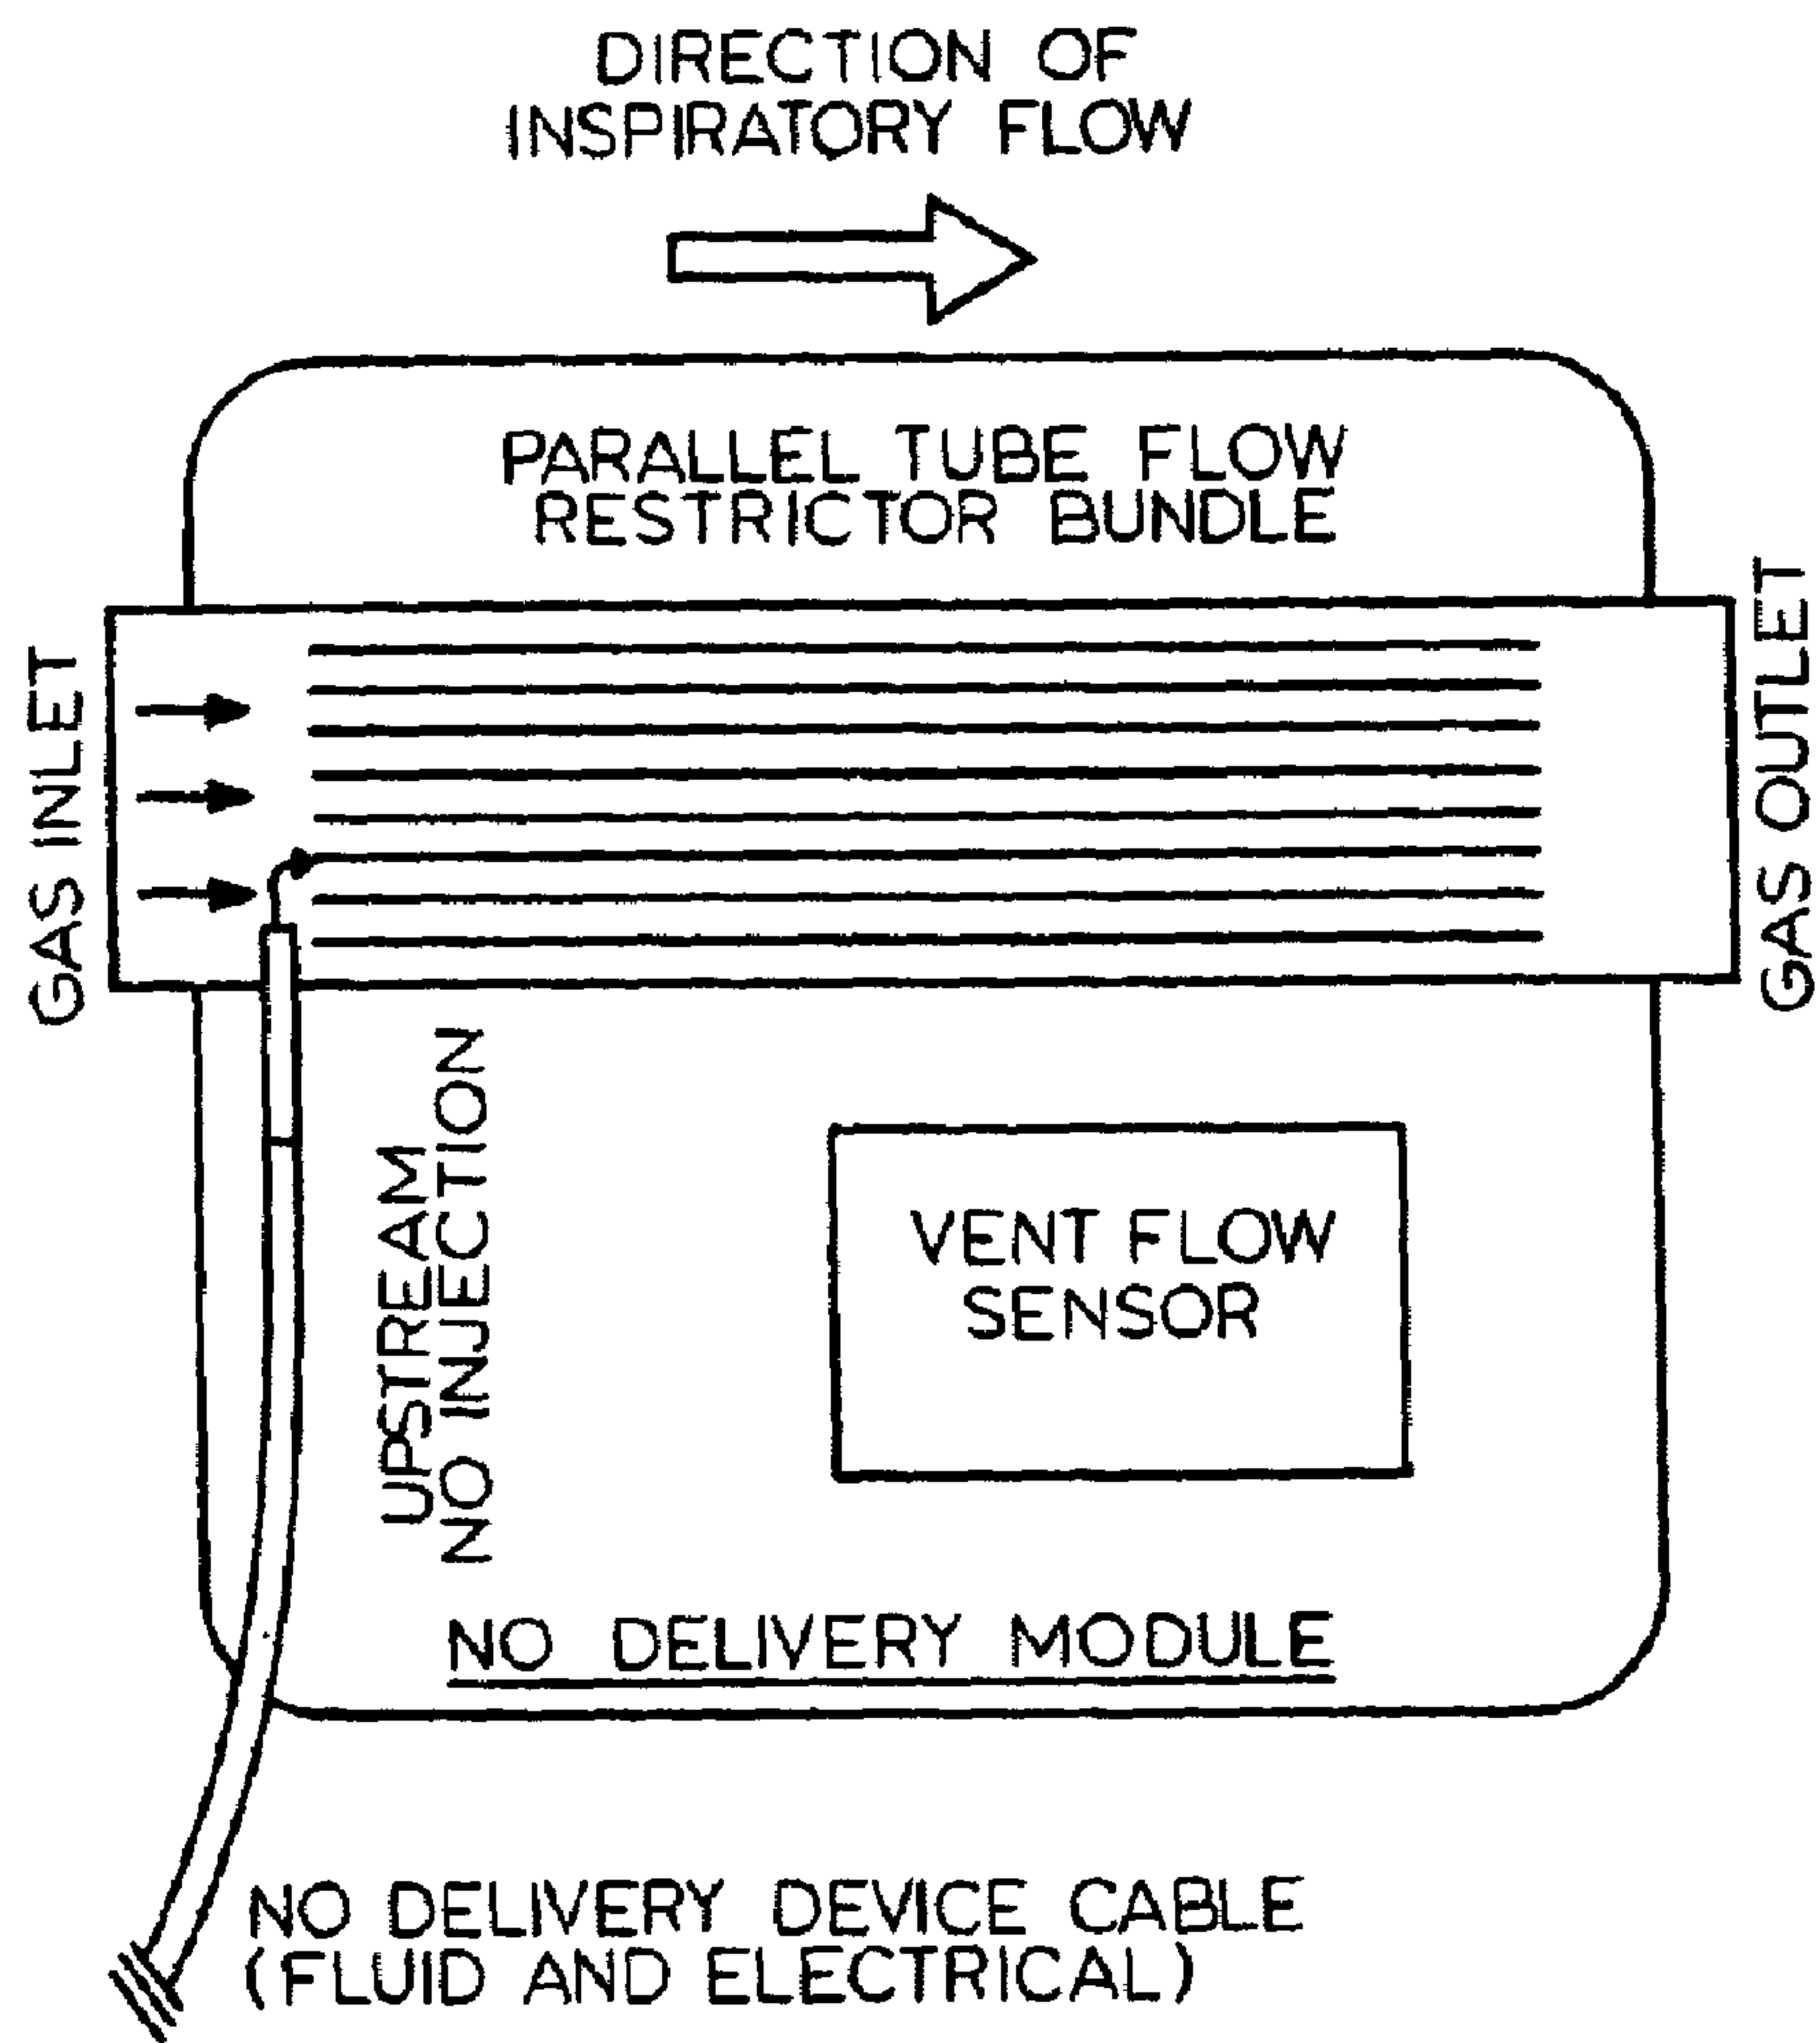 DIRECTION OF
INSPIRATORY FLOW
PARALLEL TUBE FLOW
RESTRICTOR BUNDLE
GAS INLET
GAS OUTLET
UPSTREAM
NO INJECTION
VENT FLOW
SENSOR
NO DELIVERY MODULE
NO DELIVERY DEVICE CABLE
(FLUID AND ELECTRICAL)